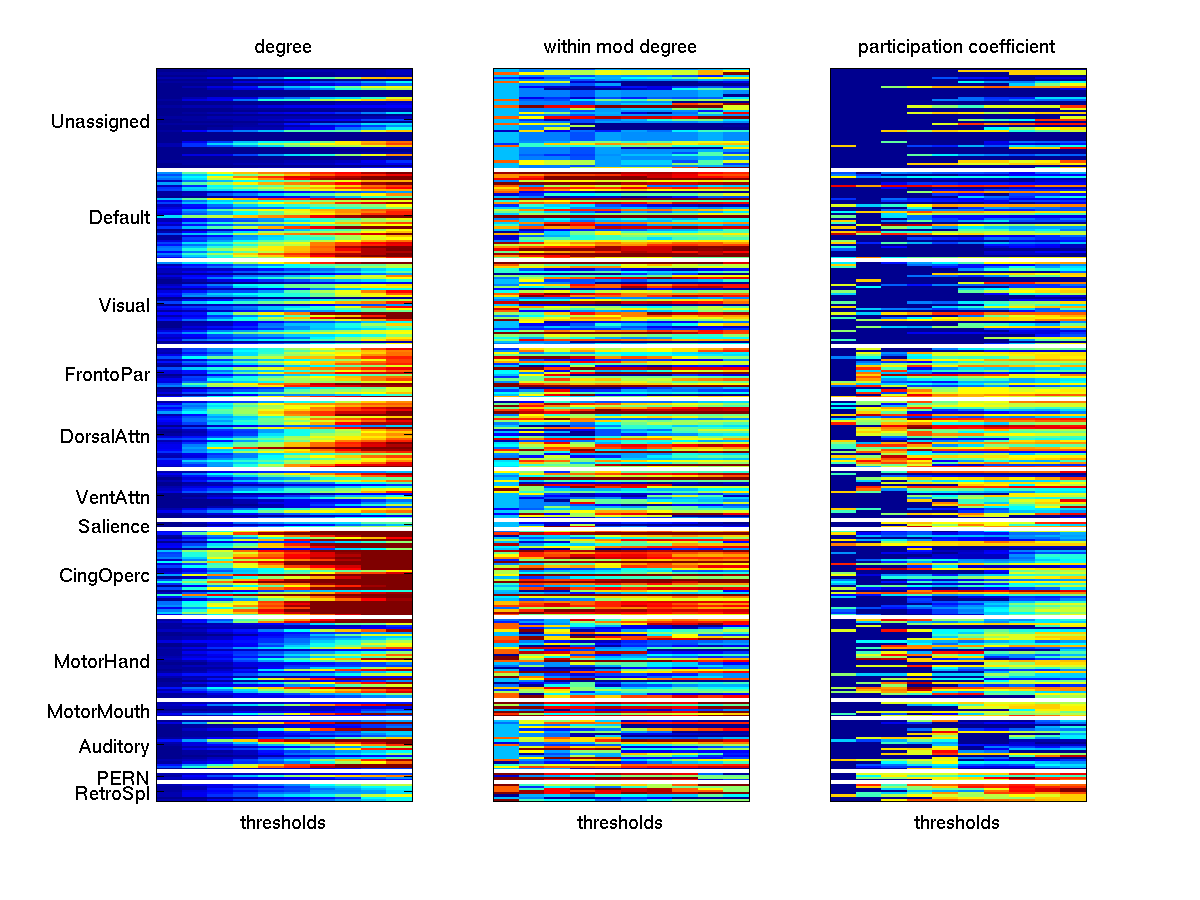 degree
within mod degree
participation coefficient
Unassigned
Default
Visual
FrontoPar
DorsalAttn
VentAttn
Salience
CingOperc
MotorHand
MotorMouth
Auditory
PERN
RetroSpl
thresholds
thresholds
thresholds